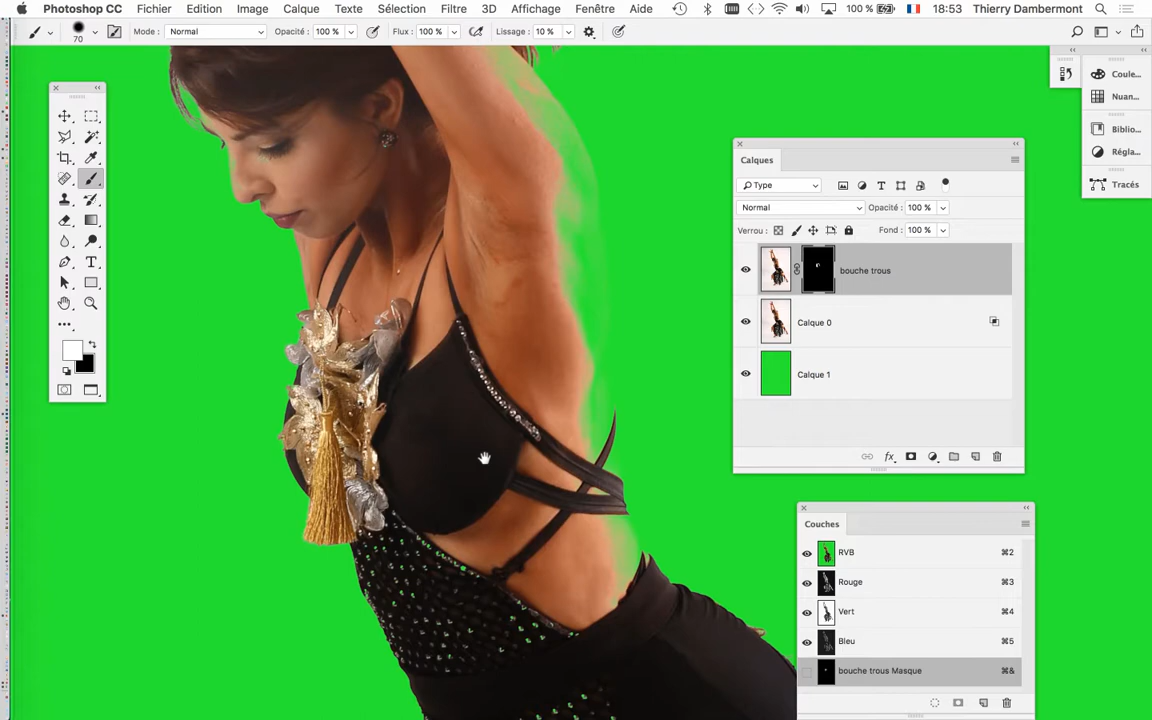 Photoshop CC Fichier Edition Image Calque Texte Sélection Filtre 3D Affichage Fenêtre Aide 100 % 18:53 Thierry Dambermont
70 Mode : Normal Opacité : 100 % Flux : 100 % Lissage : 10 %
Coule...
Nuan...
Biblio...
Régla...
Tracés
Calques
Type
Normal Opacité : 100 %
Verrou : Fond : 100 %
bouche trous
Calque 0
Calque 1
fx
Couches
RVB ⌘2
Rouge ⌘3
Vert ⌘4
Bleu ⌘5
bouche trous Masque ⌘&